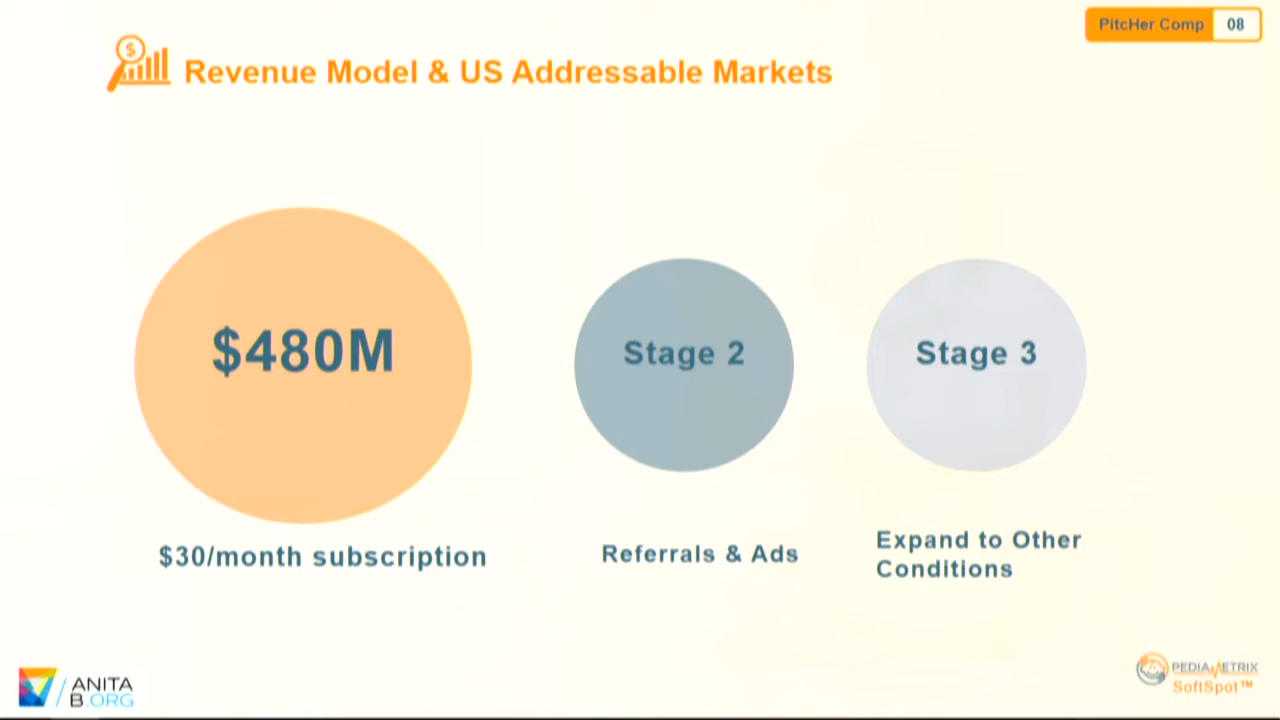 PitcHer Comp 08
$
Revenue Model & US Addressable Markets
$480M
Stage 2
Stage 3
$30/month subscription
Referrals & Ads
Expand to Other
Conditions
ANITA
B.ORG
PEDIAMETRIX
SoftSpot™